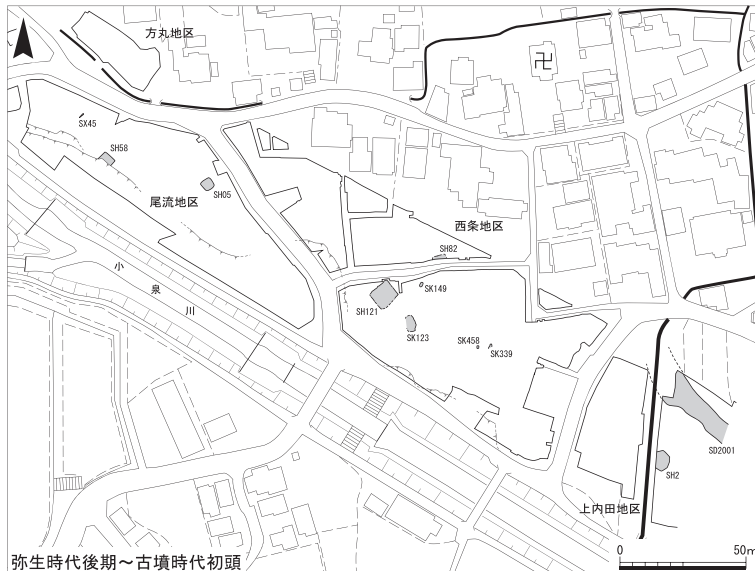 方丸地区
卍
SX45
SH58
SH05
尾流地区
西条地区
SH82
小泉川
SK149
SH121
SK123
SK458
SK339
SD2001
SH2
上内田地区
弥生時代後期～古墳時代初頭
0 50m